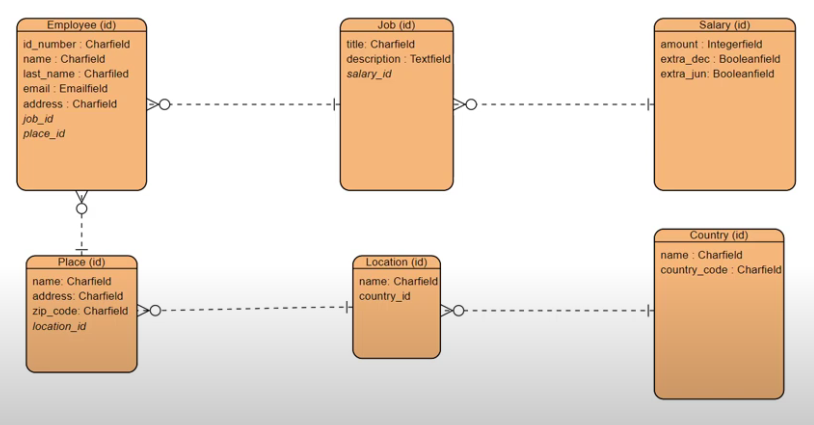 Employee (id)
id_number : Charfield
name : Charfield
last_name : Charfiled
email : Emailfield
address : Charfield
job_id
place_id
Job (id)
title: Charfield
description : Textfield
salary_id
Salary (id)
amount : Integerfield
extra_dec : Booleanfield
extra_jun: Booleanfield
Place (id)
name: Charfield
address: Charfield
zip_code: Charfield
location_id
Location (id)
name: Charfield
country_id
Country (id)
name : Charfield
country_code : Charfield